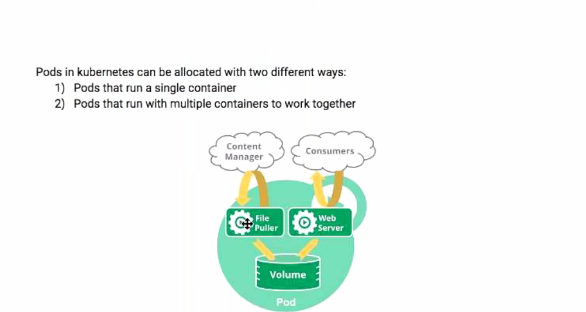 Pods in kubernetes can be allocated with two different ways:
1) Pods that run a single container
2) Pods that run with multiple containers to work together
Content
Manager
Consumers
File
Puller
Web
Server
Volume
Pod